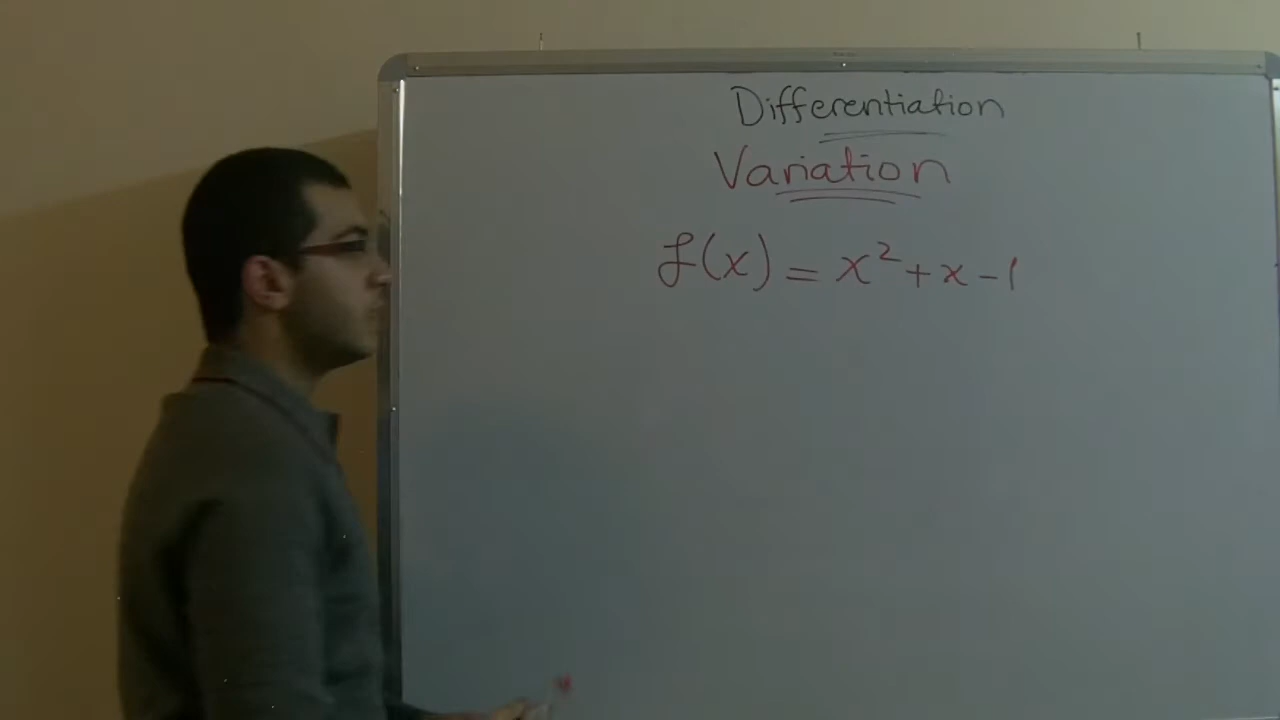 Differentiation
Variation
f(x) = x² + x - 1